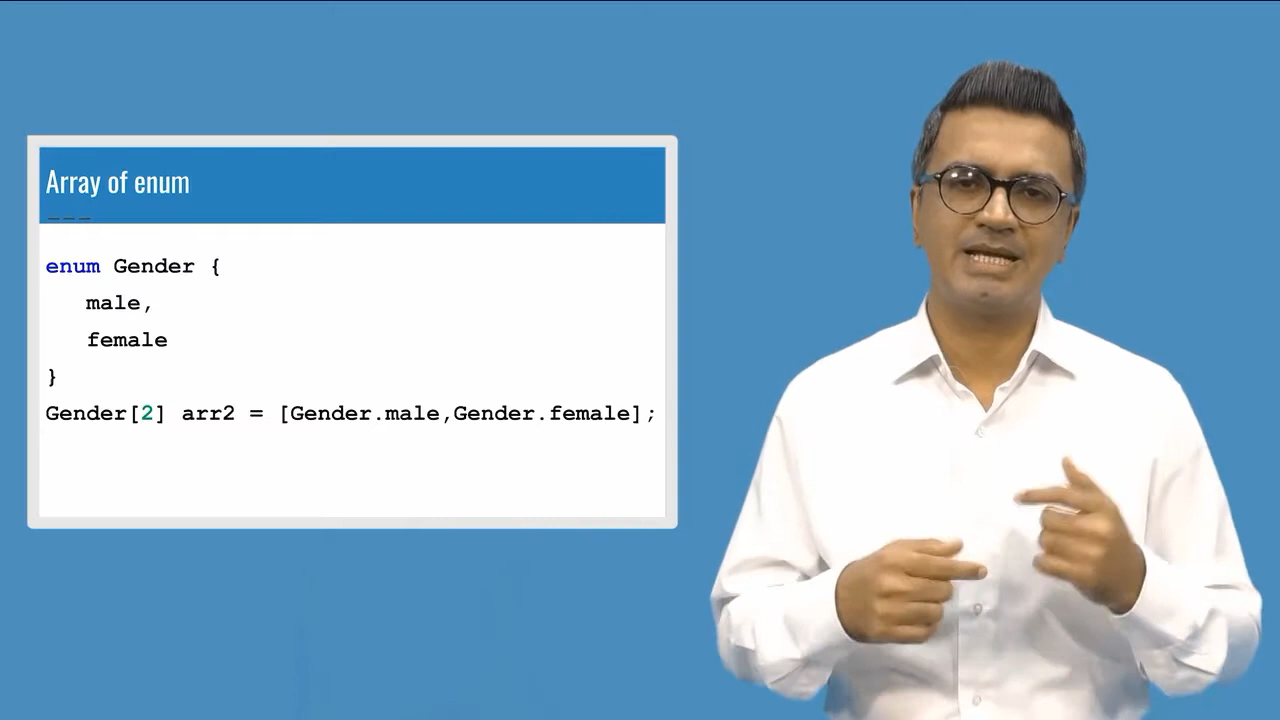 Array of enum
enum Gender {
male,
female
}
Gender[2] arr2 = [Gender.male,Gender.female];